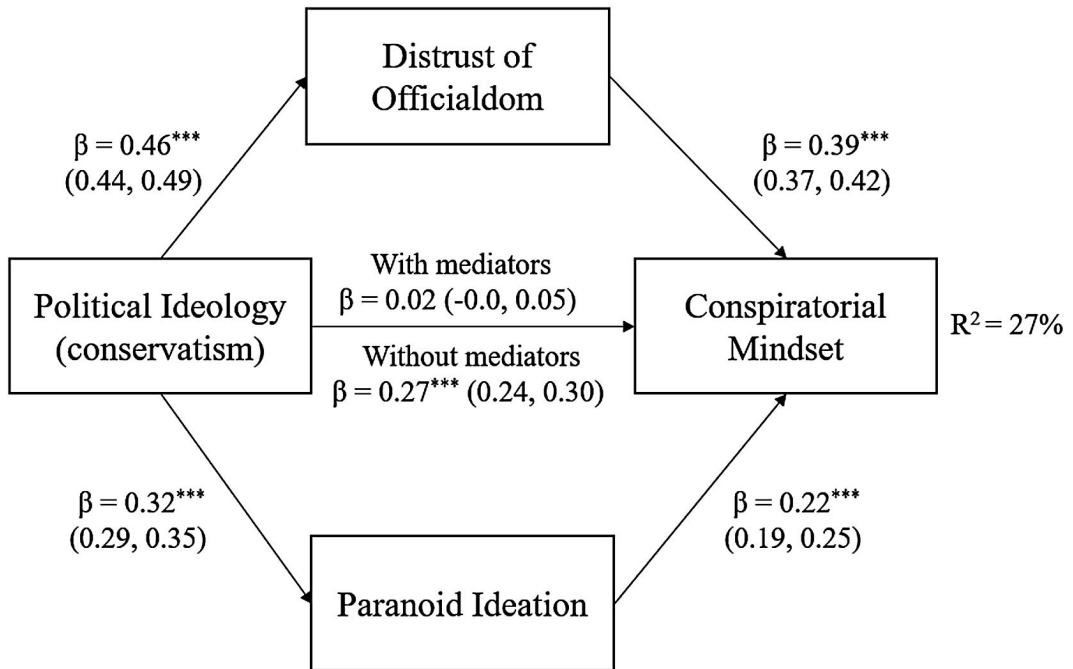 Distrust of
Officialdom
β = 0.46***
(0.44, 0.49)
β = 0.39***
(0.37, 0.42)
With mediators
β = 0.02 (-0.0, 0.05)
Political Ideology
(conservatism)
Conspiratorial
Mindset
R² = 27%
Without mediators
β = 0.27*** (0.24, 0.30)
β = 0.32***
(0.29, 0.35)
β = 0.22***
(0.19, 0.25)
Paranoid Ideation